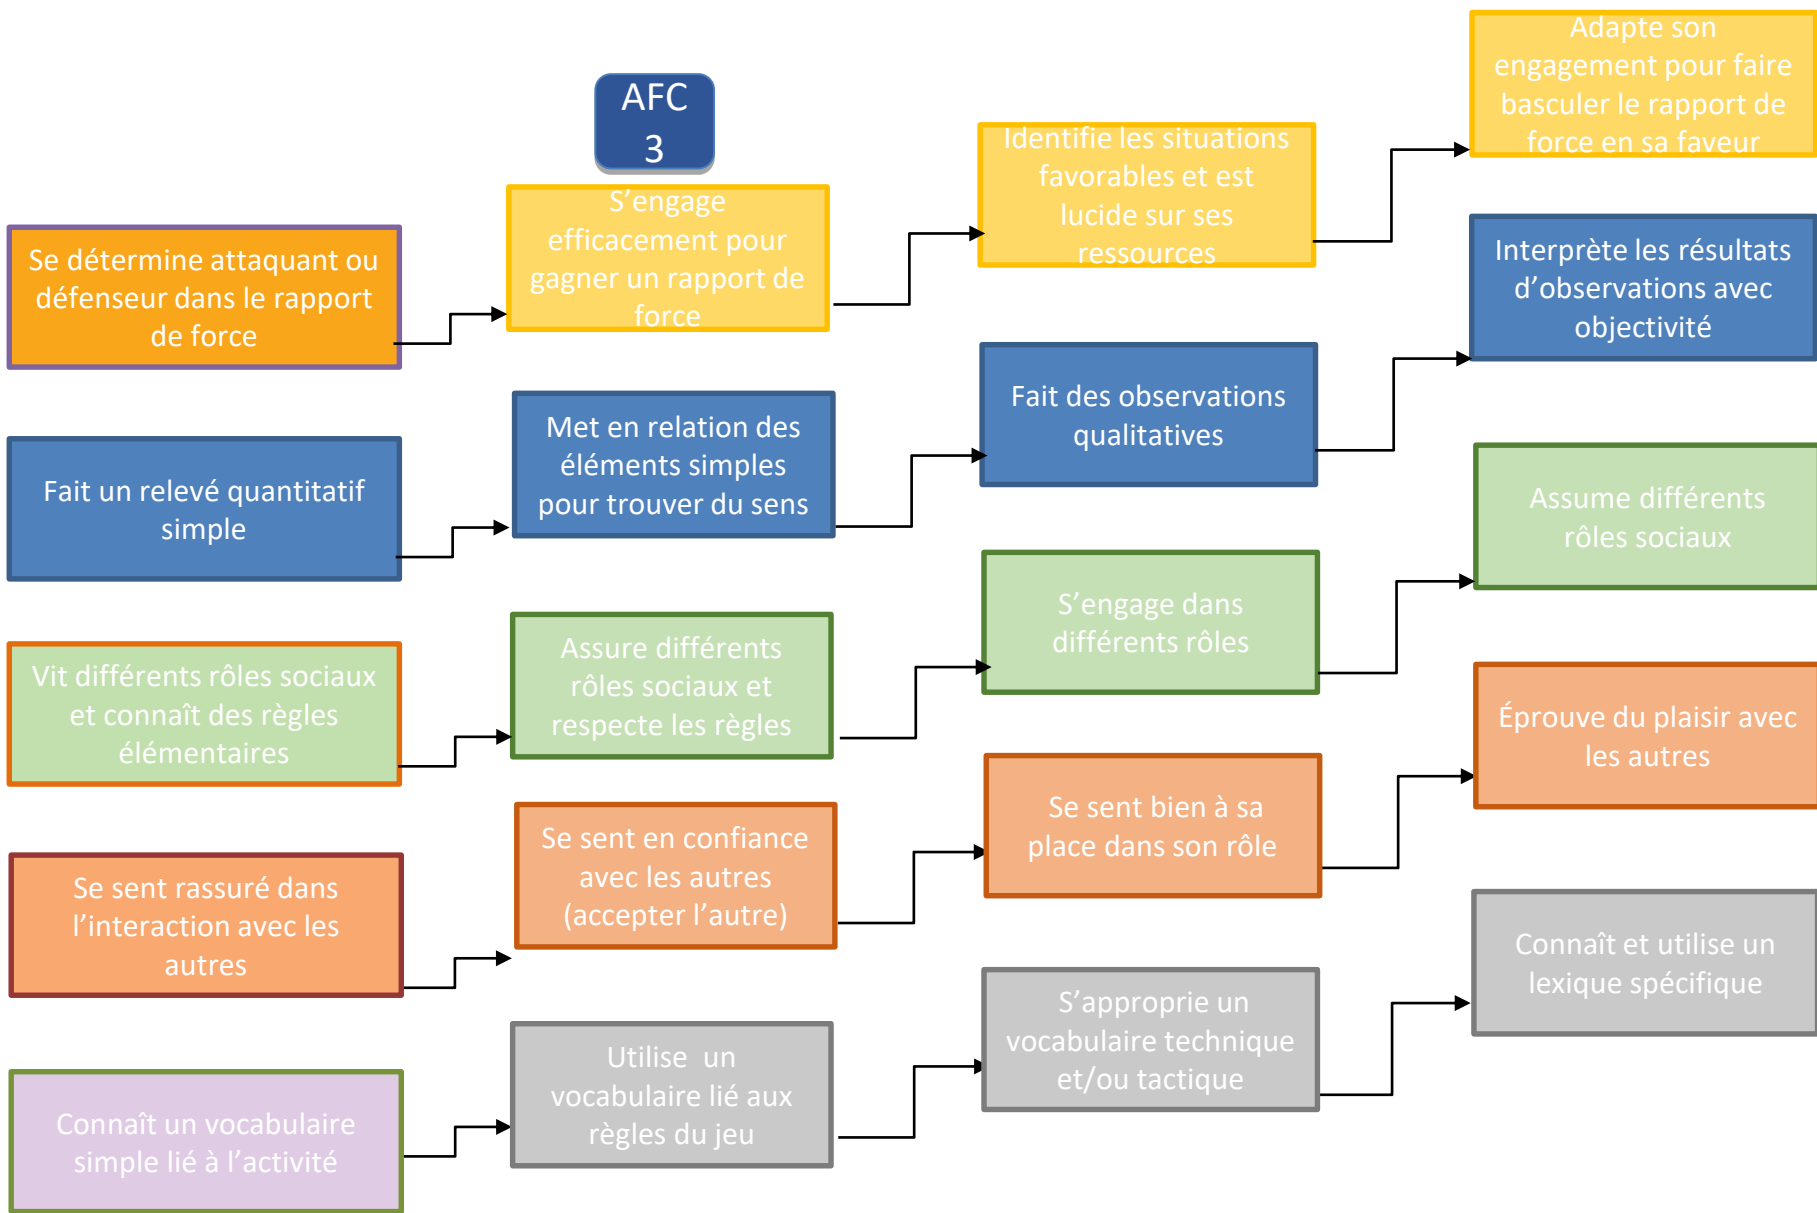 AFC
3
Se détermine attaquant ou
défenseur dans le rapport
de force
S'engage
efficacement pour
gagner un rapport de
force
Identifie les situations
favorables et est
lucide sur ses
ressources
Adapte son
engagement pour faire
basculer le rapport de
force en sa faveur
Fait un relevé quantitatif
simple
Met en relation des
éléments simples
pour trouver du sens
Fait des observations
qualitatives
Interprète les résultats
d'observations avec
objectivité
Vit différents rôles sociaux
et connaît des règles
élémentaires
Assure différents
rôles sociaux et
respecte les règles
S'engage dans
différents rôles
Assume différents
rôles sociaux
Se sent rassuré dans
l'interaction avec les
autres
Se sent en confiance
avec les autres
(accepter l'autre)
Se sent bien à sa
place dans son rôle
Éprouve du plaisir avec
les autres
Connaît un vocabulaire
simple lié à l'activité
Utilise  un
vocabulaire lié aux
règles du jeu
S'approprie un
vocabulaire technique
et/ou tactique
Connaît et utilise un
lexique spécifique